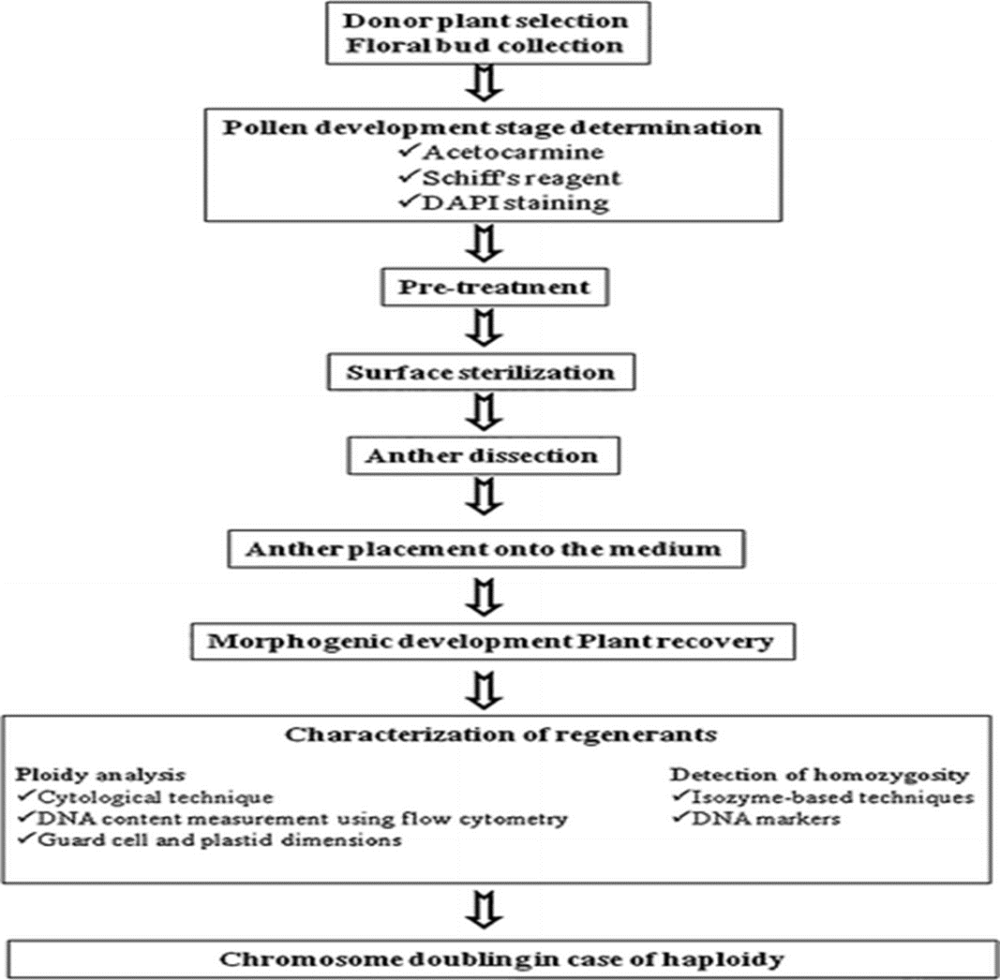 Donor plant selection
Floral bud collection
Pollen development stage determination
✓Acetocarmine
✓Schiff's reagent
✓DAPI staining
Pre-treatment
Surface sterilization
Anther dissection
Anther placement onto the medium
Morphogenic development Plant recovery
Characterization of regenerants
Ploidy analysis
✓Cytological technique
✓DNA content measurement using flow cytometry
✓Guard cell and plastid dimensions
Detection of homozygosity
✓Isozyme-based techniques
✓DNA markers
Chromosome doubling in case of haploidy